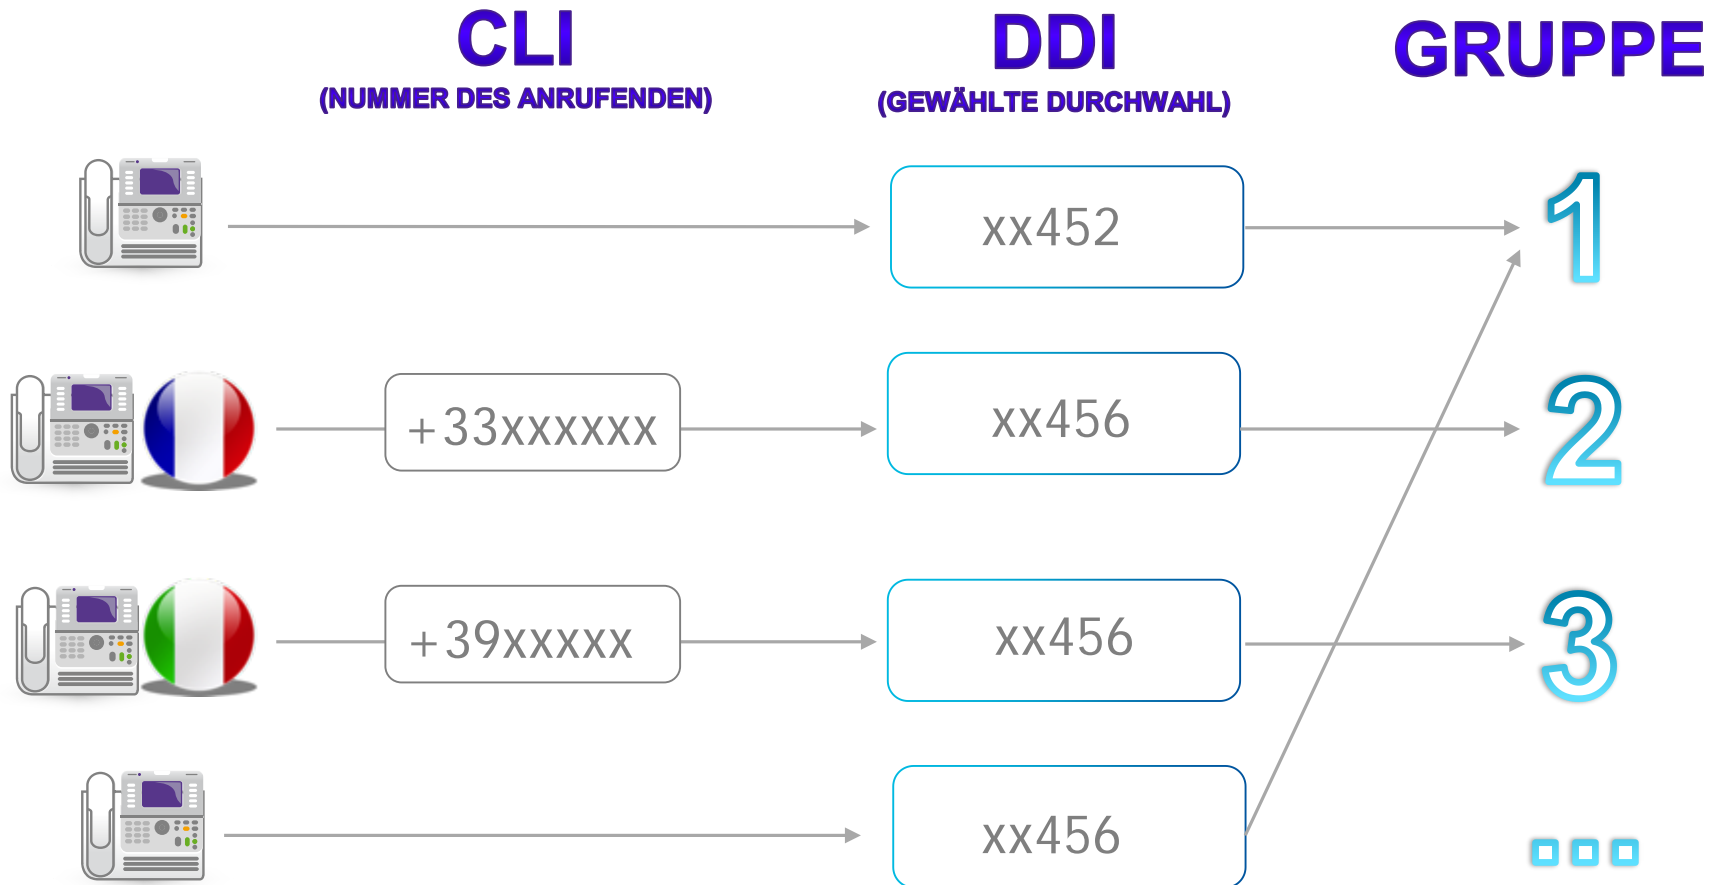 CLI
(NUMMER DES ANRUFENDEN)
DDI
(GEWÄHLTE DURCHWAHL)
GRUPPE
xx452
1
+33xxxxxx
xx456
2
+39xxxxx
xx456
3
xx456
...